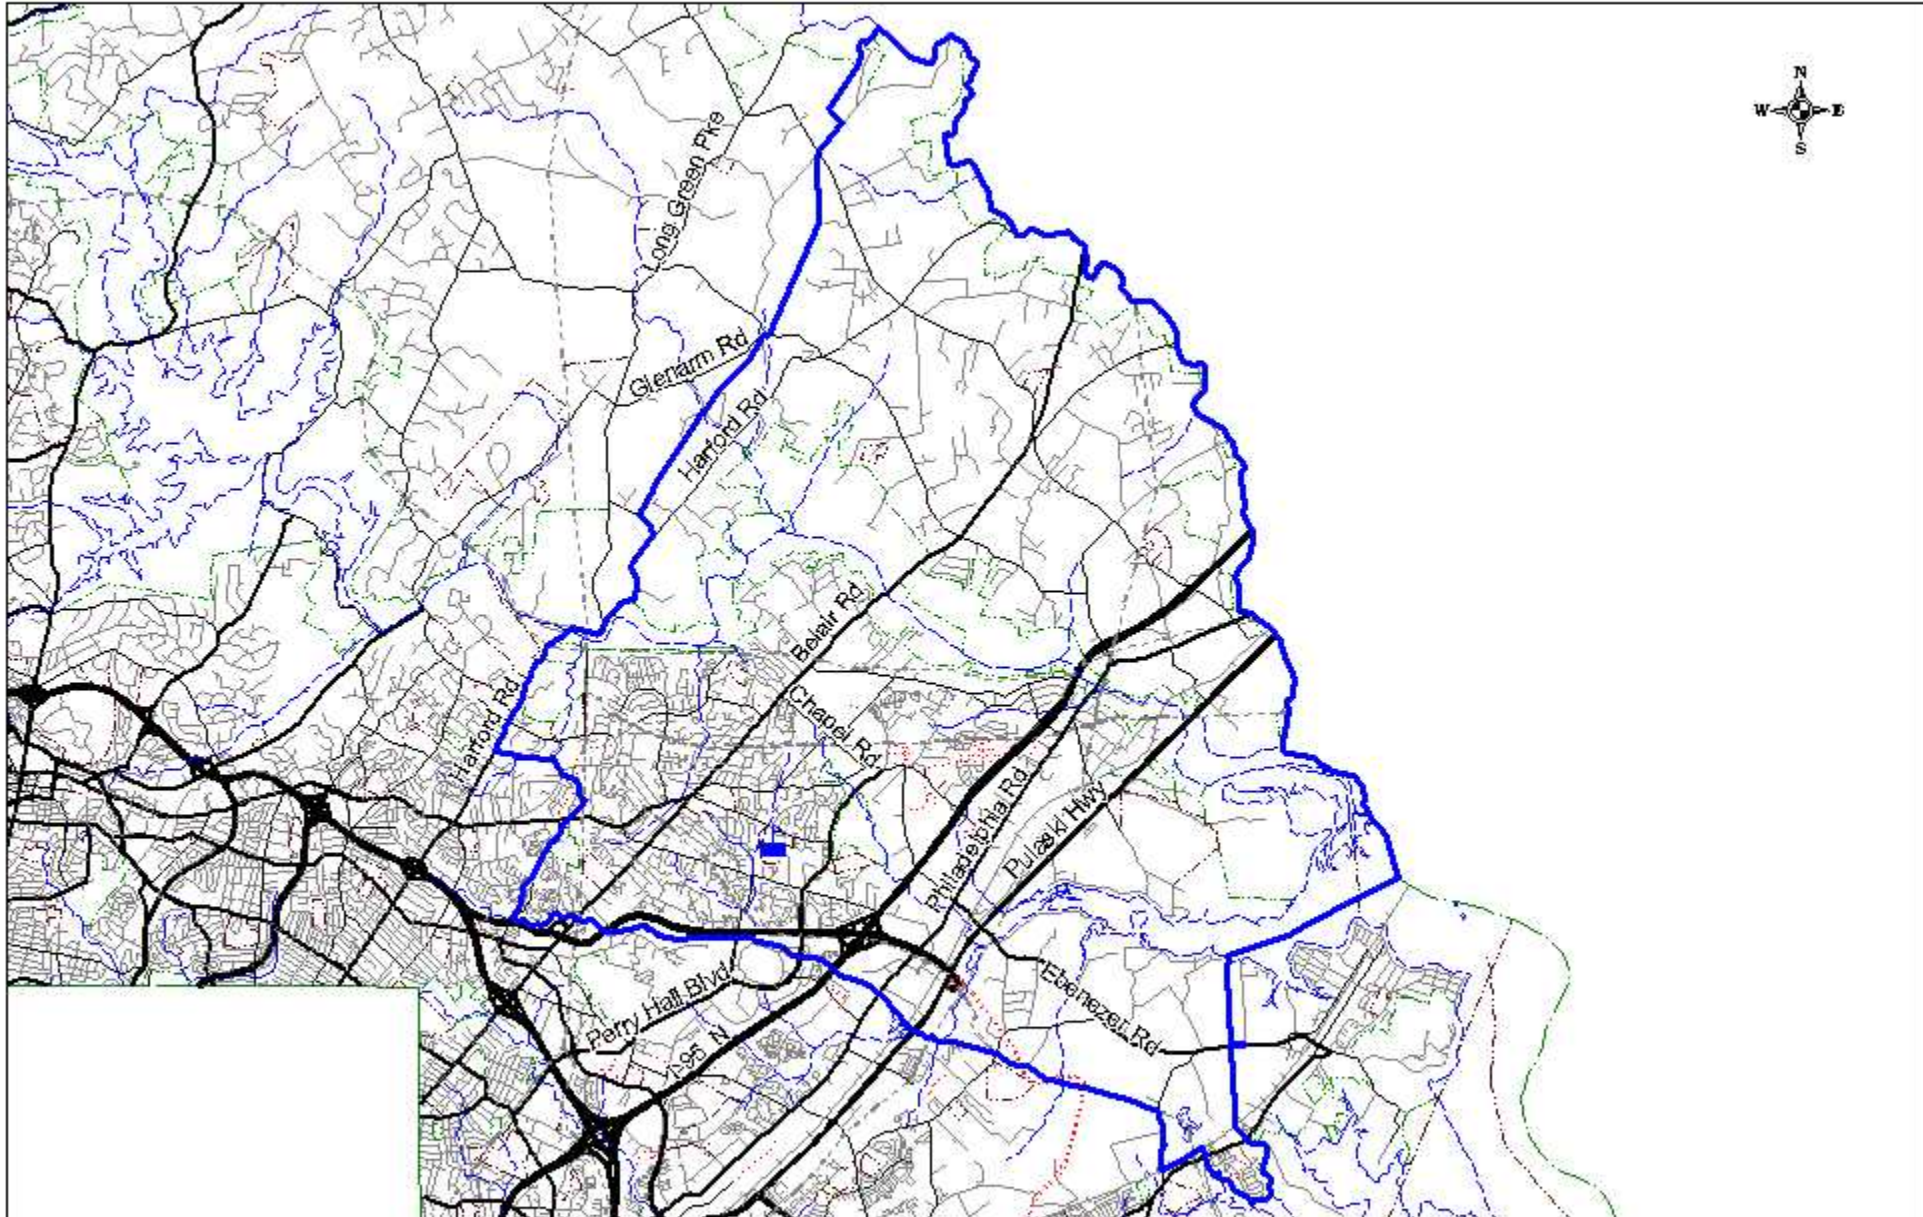 N
W E
S
Long Green Pke
Glenarm Rd
Harford Rd
Belair Rd
Chapel Rd
Harford Rd
Philadelphia Rd
Pulaski Hwy
Ebenezer Rd
Perry Hall Blvd
I 95 N